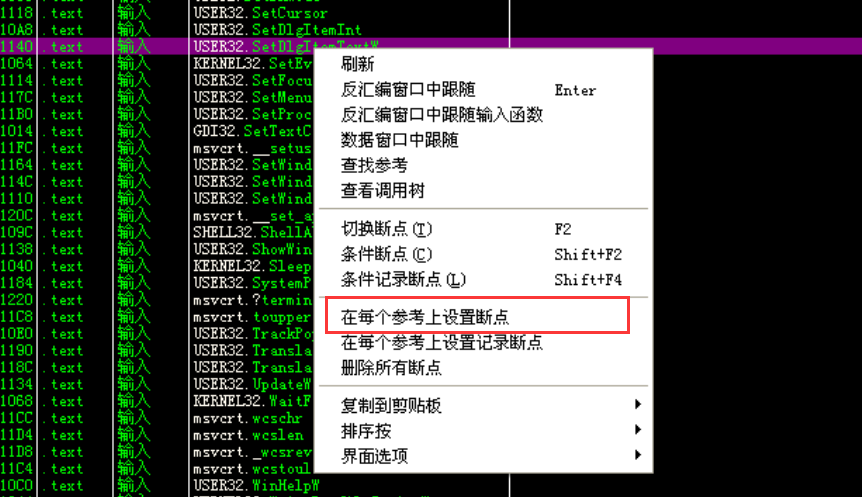 1118 .text 输入 USER32.SetCursor
10A8 .text 输入 USER32.SetDlgItemInt
1140 .text 输入 USER32.SetDlgItemTextW
1064 .text 输入 KERNEL32.SetEv
1114 .text 输入 USER32.SetFocu
117C .text 输入 USER32.SetMenu
11B0 .text 输入 USER32.SetProc
1014 .text 输入 GDI32.SetTextC
11FC .text 输入 msvcrt.__setus
1164 .text 输入 USER32.SetWind
114C .text 输入 USER32.SetWind
1110 .text 输入 USER32.SetWind
120C .text 输入 msvcrt.__set_ap
109C .text 输入 SHELL32.ShellA
1138 .text 输入 USER32.ShowWin
1040 .text 输入 KERNEL32.Sleep
1184 .text 输入 USER32.SystemP
1220 .text 输入 msvcrt.?termin
11C8 .text 输入 msvcrt.toupper
10E0 .text 输入 USER32.TrackPo
1190 .text 输入 USER32.Transla
118C .text 输入 USER32.Transla
1134 .text 输入 USER32.UpdateW
1068 .text 输入 KERNEL32.WaitF
11CC .text 输入 msvcrt.wcschr
11D4 .text 输入 msvcrt.wcslen
11D8 .text 输入 msvcrt._wcsrev
11C4 .text 输入 msvcrt.wcstoul
10C0 .text 输入 USER32.WinHelpW
刷新
反汇编窗口中跟随 Enter
反汇编窗口中跟随输入函数
数据窗口中跟随
查找参考
查看调用树
切换断点(T) F2
条件断点(C) Shift+F2
条件记录断点(L) Shift+F4
在每个参考上设置断点
在每个参考上设置记录断点
删除所有断点
复制到剪贴板
排序按
界面选项